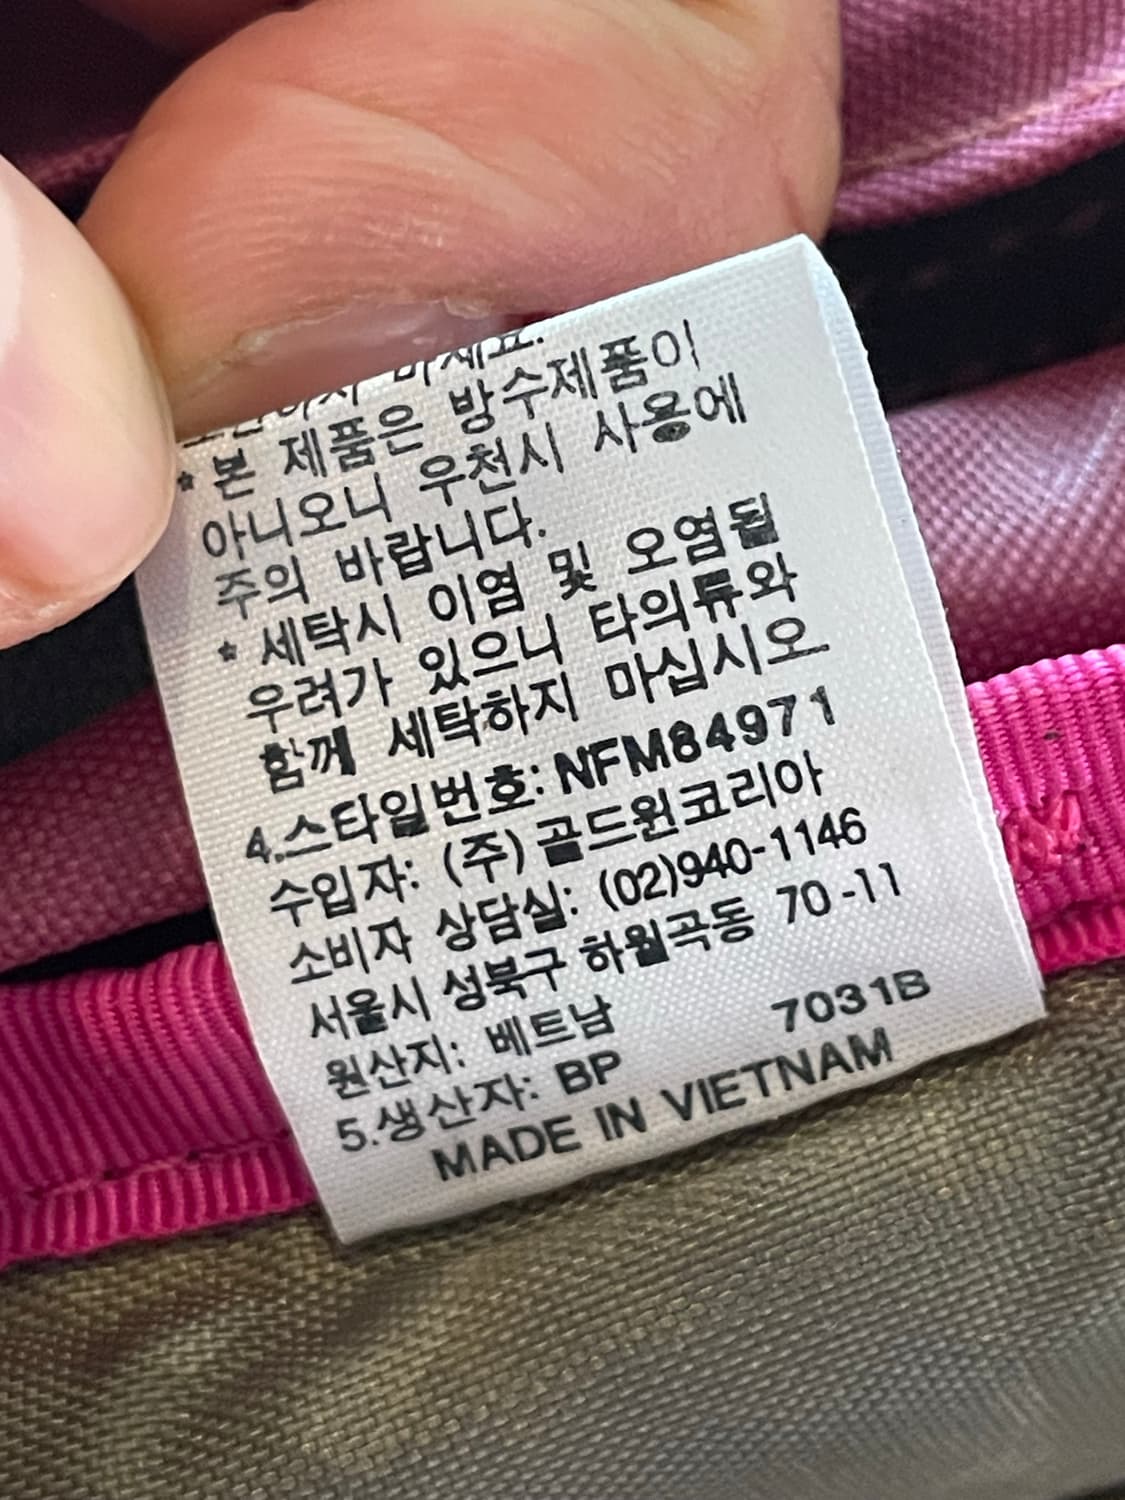 마세요.
* 본 제품은 방수제품이
아니오니 우천시 사용에
주의 바랍니다.
* 세탁시 이염 및 오염될
우려가 있으니 타의류와
함께 세탁하지 마십시오.
4.스타일번호: NFM84971
수입자: (주)골드윈코리아
소비자 상담실: (02)940-1146
서울시 성북구 하월곡동 70-11
원산지: 베트남 7031B
5.생산자: BP
MADE IN VIETNAM